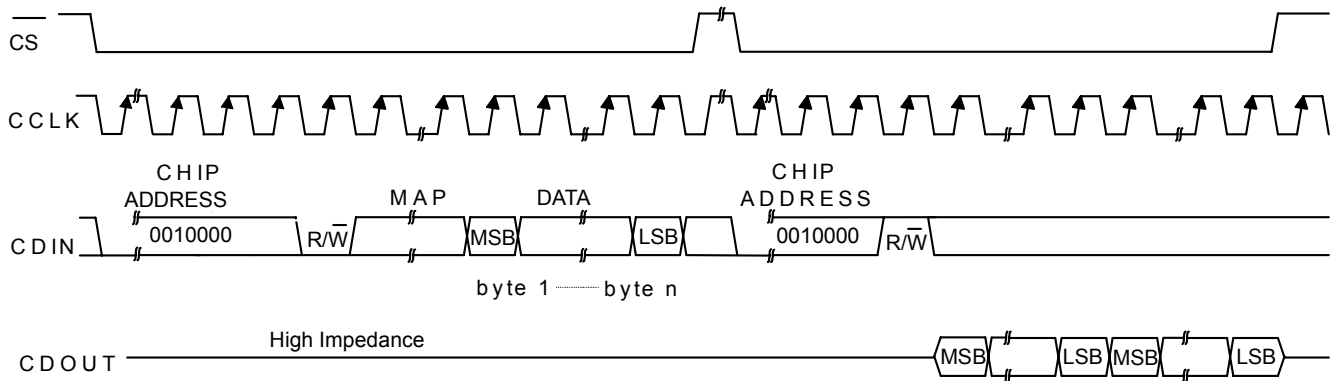 CS
CCLK
CHIP ADDRESS
MAP
DATA
CHIP ADDRESS
CDIN
0010000
R/W
MSB
LSB
0010000
R/W
byte 1 byte n
High Impedance
CDOUT
MSB
LSB
MSB
LSB